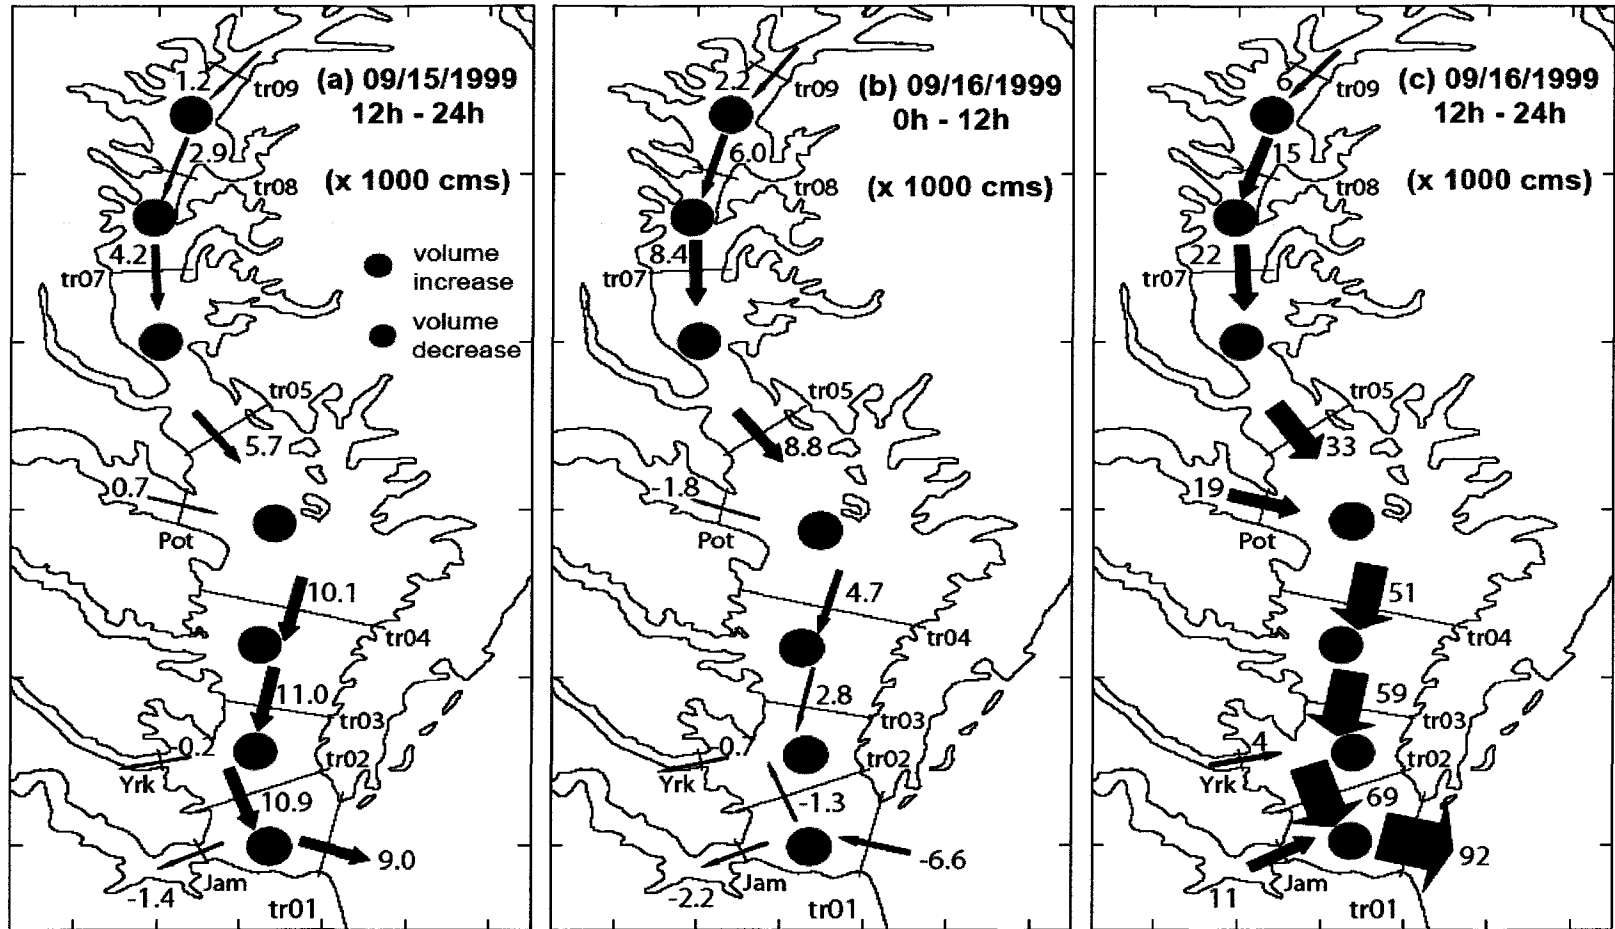 (a) 09/15/1999
12h - 24h
(x 1000 cms)
1.2
tr09
2.9
tr08
4.2
tr07
volume
increase
volume
decrease
tr05
5.7
0.7
Pot
10.1
tr04
11.0
tr03
0.2
Yrk
tr02
10.9
9.0
Jam
-1.4
tr01
(b) 09/16/1999
0h - 12h
(x 1000 cms)
2.2
tr09
6.0
tr08
8.4
tr07
tr05
8.8
-1.8
Pot
4.7
tr04
2.8
tr03
Yrk
tr02
-1.3
-6.6
Jam
-2.2
tr01
(c) 09/16/1999
12h - 24h
(x 1000 cms)
6
tr09
15
tr08
22
tr07
tr05
33
19
Pot
51
tr04
59
tr03
4
Yrk
tr02
69
92
Jam
11
tr01